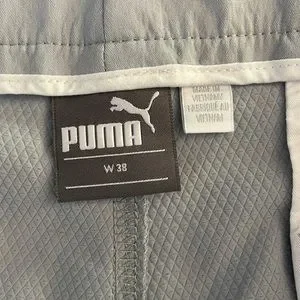 PUMA
W 38
MADE IN
VIETNAM
FABRIQUÉ AU
VIETNAM